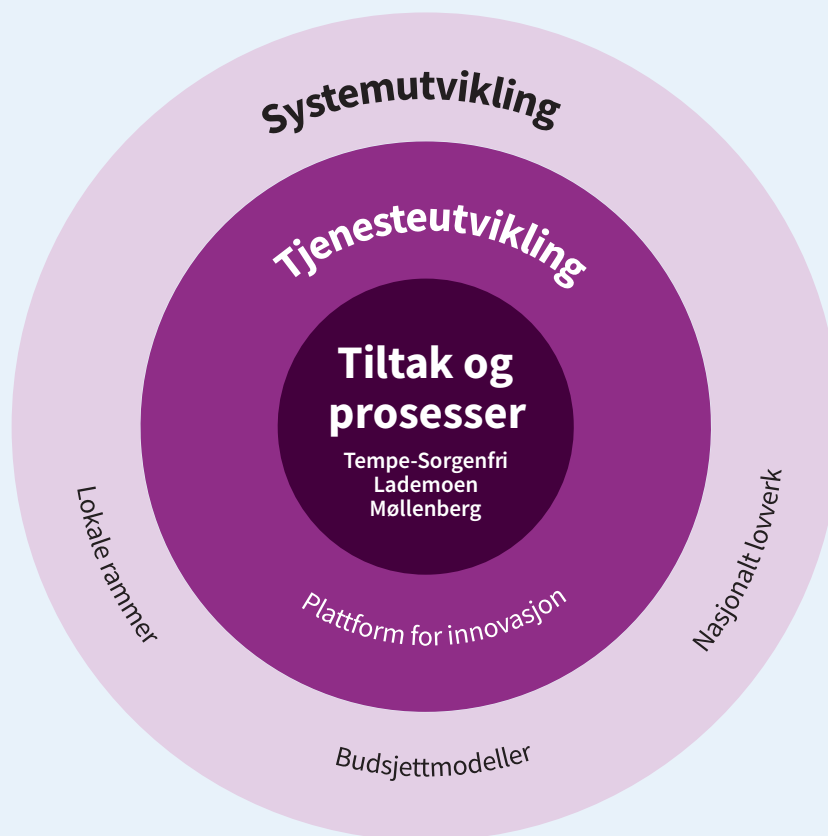 Systemutvikling
Tjenesteutvikling
Tiltak og
prosesser
Tempe-Sorgenfri
Lademoen
Møllenberg
Plattform for innovasjon
Lokale rammer
Budsjettmodeller
Nasjonalt lovverk